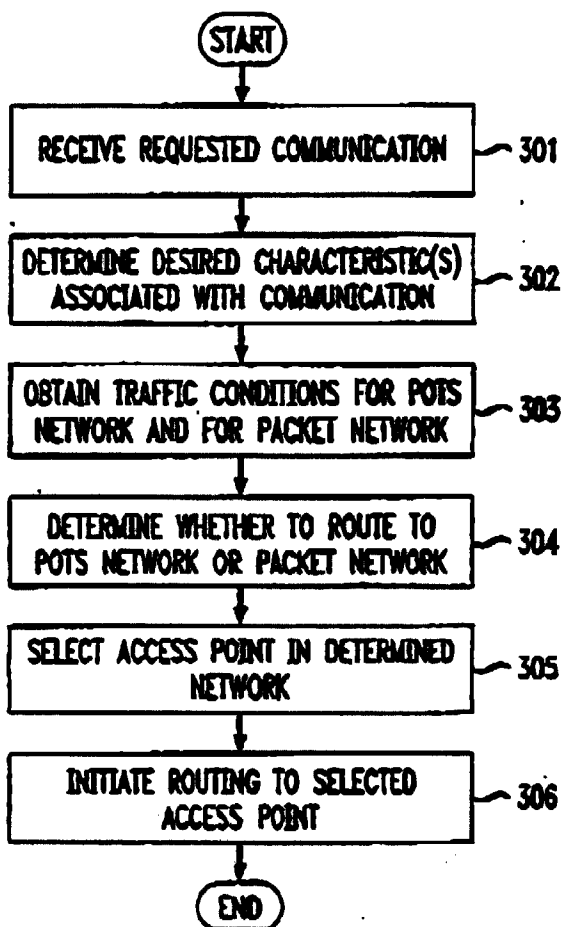 START
RECEIVE REQUESTED COMMUNICATION
301
DETERMINE DESIRED CHARACTERISTIC(S)
ASSOCIATED WITH COMMUNICATION
302
OBTAIN TRAFFIC CONDITIONS FOR POTS
NETWORK AND FOR PACKET NETWORK
303
DETERMINE WHETHER TO ROUTE TO
POTS NETWORK OR PACKET NETWORK
304
SELECT ACCESS POINT IN DETERMINED
NETWORK
305
INITIATE ROUTING TO SELECTED
ACCESS POINT
306
END